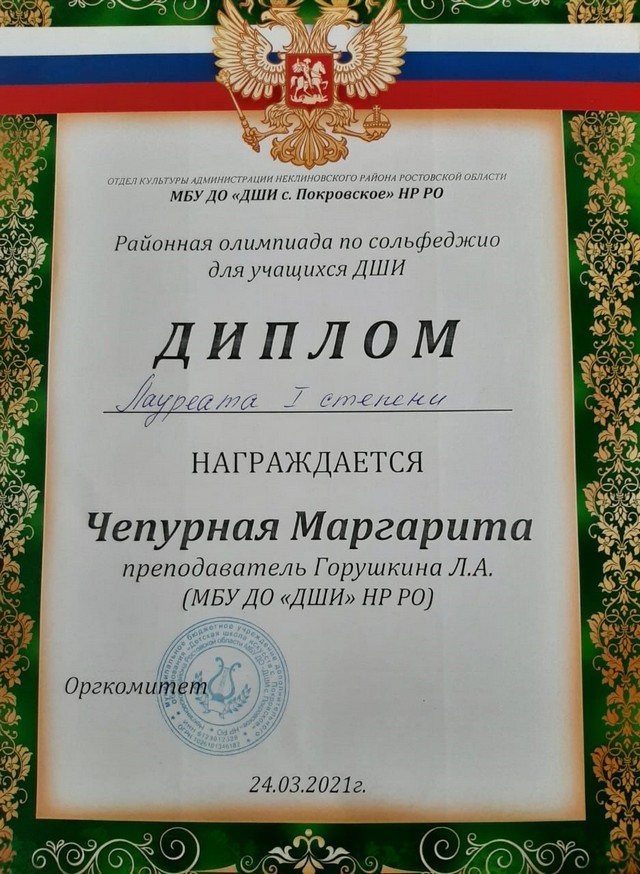 ОТДЕЛ КУЛЬТУРЫ АДМИНИСТРАЦИИ НЕКЛИНОВСКОГО РАЙОНА РОСТОВСКОЙ ОБЛАСТИ
МБУ ДО «ДШИ с. Покровское» НР РО
Районная олимпиада по сольфеджио
для учащихся ДШИ
ДИПЛОМ
Лауреата I степени
НАГРАЖДАЕТСЯ
Чепурная Маргарита
преподаватель Горушкина Л.А.
(МБУ ДО «ДШИ» НР РО)
Оргкомитет
24.03.2021г.